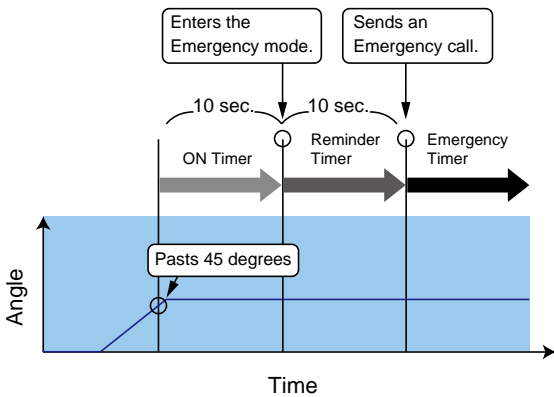 Enters the
Emergency mode.
Sends an
Emergency call.
10 sec.
10 sec.
ON Timer
Reminder
Timer
Emergency
Timer
Pasts 45 degrees
Angle
Time